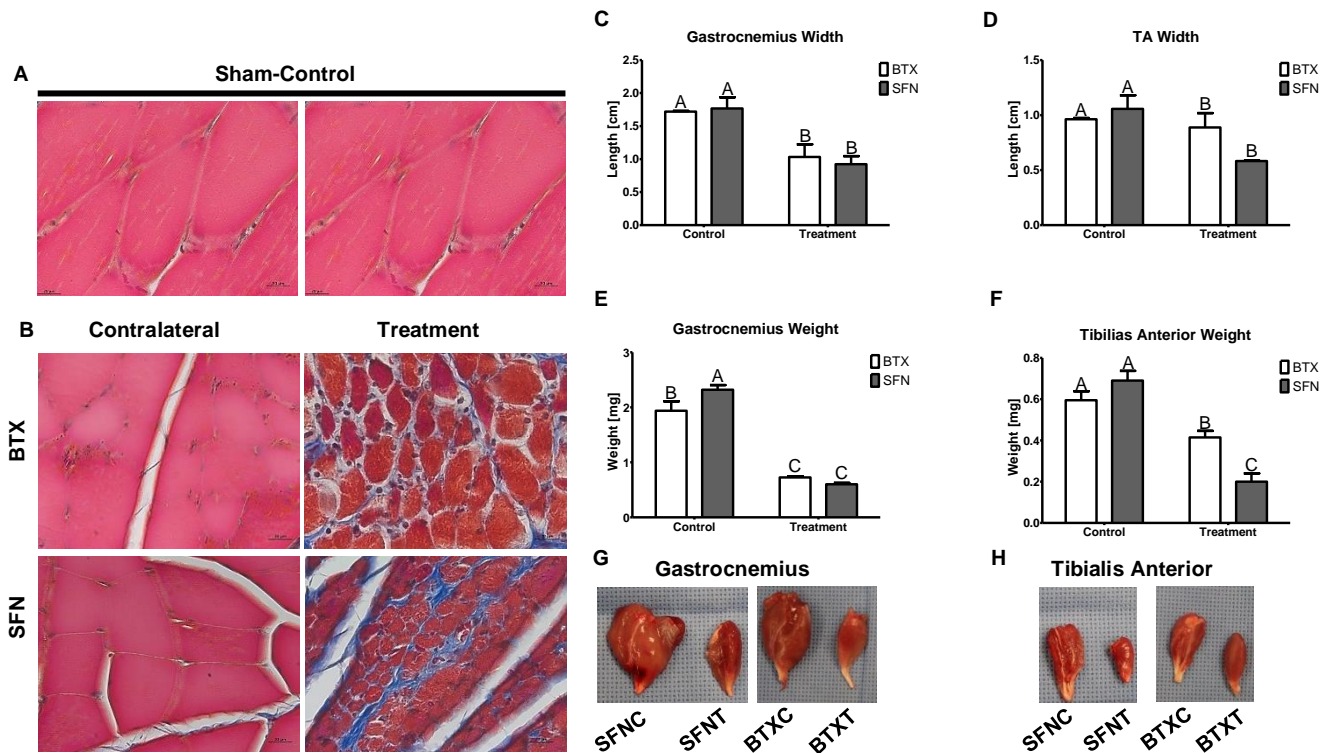 A
Sham-Control
B
Contralateral
Treatment
BTX
SFN
C
Gastrocnemius Width
2.5
2.0
1.5
1.0
0.5
0.0
Length [cm]
A
A
B
B
Control
Treatment
BTX
SFN
D
TA Width
1.5
1.0
0.5
0.0
Length [cm]
A
A
B
B
Control
Treatment
BTX
SFN
E
Gastrocnemius Weight
3
2
1
0
Weight [mg]
B
A
C
C
Control
Treatment
BTX
SFN
F
Tibilias Anterior Weight
0.8
0.6
0.4
0.2
0.0
Weight [mg]
A
A
B
C
Control
Treatment
BTX
SFN
G
Gastrocnemius
SFNC
SFNT
BTXC
BTXT
H
Tibialis Anterior
SFNC
SFNT
BTXC
BTXT